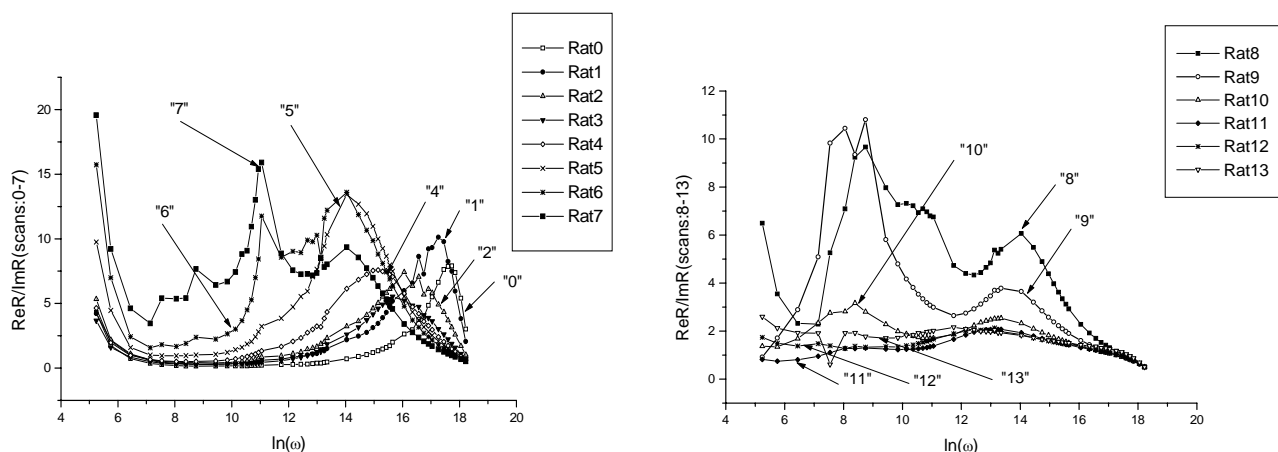 Rat0
Rat1
Rat2
Rat3
Rat4
Rat5
Rat6
Rat7
"7"
"5"
"6"
"4"
"1"
"2"
"0"
ReR/ImR(scans:0-7)
20
15
10
5
0
4 6 8 10 12 14 16 18 20
ln(ω)
Rat8
Rat9
Rat10
Rat11
Rat12
Rat13
"10"
"8"
"9"
"11"
"12"
"13"
ReR/ImR(scans:8-13)
12
10
8
6
4
2
0
4 6 8 10 12 14 16 18 20
ln(ω)